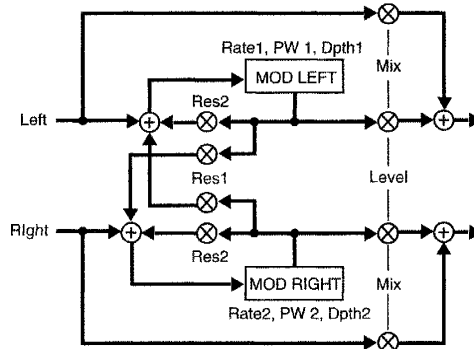 Rate1, PW 1, Dpth1
MOD LEFT
Mix
Res2
Left
Res1
Level
RIght
Res2
MOD RIGHT
Mix
Rate2, PW 2, Dpth2